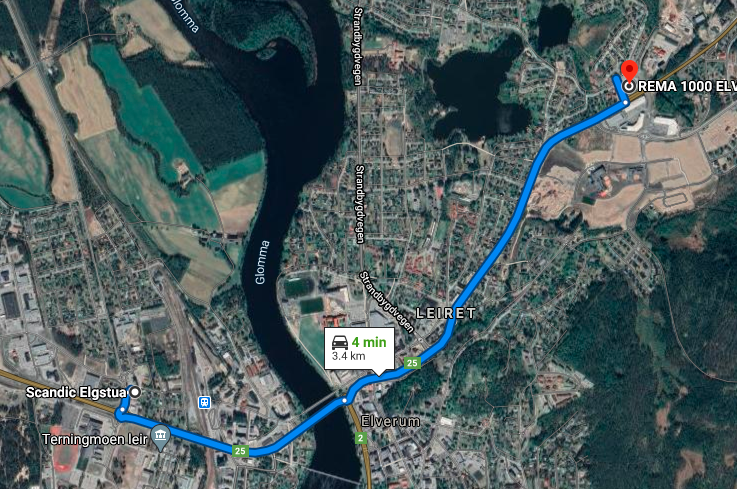 Glomma
Strandbygdvegen
REMA 1000 ELV
Strandbygdvegen
Glomma
Strandbygdvegen
LEIRET
4 min
3.4 km
25
Scandic Elgstua
Elverum
2
Terningmoen leir
25